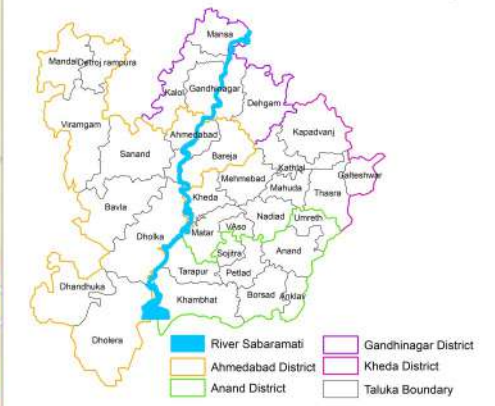 Mansa
Mandal Detroj rampura
Kalol
Gandhinagar
Dehgam
Viramgam
Ahmedabad
Kapadvanj
Sanand
Bareja
Kathlal
Galteshwar
Mehmebad
Mahuda
Thasra
Bavla
Kheda
Nadiad
Umreth
Dholka
Matar
VAso
Sojitra
Anand
Tarapur
Petlad
Dhandhuka
Khambhat
Borsad
Anklav
Dholera
River Sabaramati
Ahmedabad District
Anand District
Gandhinagar District
Kheda District
Taluka Boundary